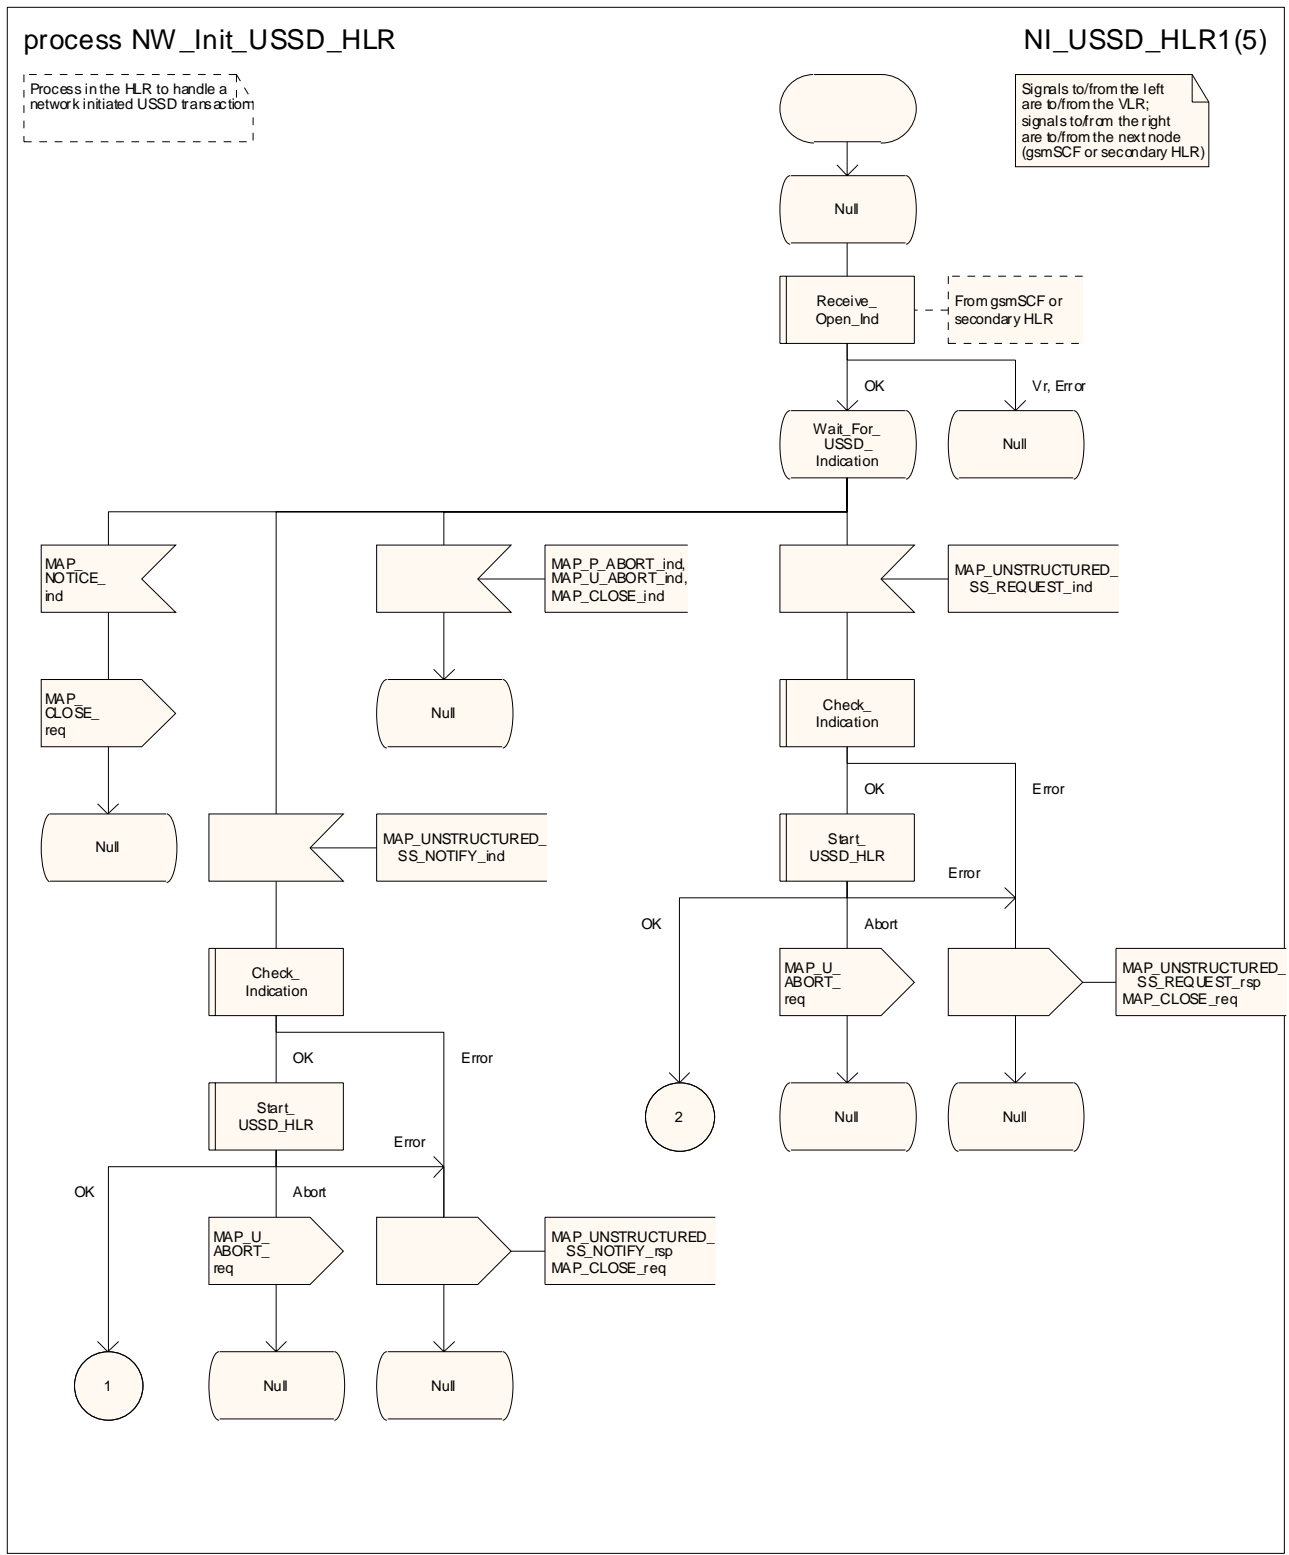 process NW_Init_USSD_HLR
NI_USSD_HLR1(5)
Process in the HLR to handle a
network initiated USSD transaction
Signals to/from the left
are to/from the VLR;
signals to/from the right
are to/from the next node
(gsmSCF or secondary HLR)
Null
Receive_
Open_Ind
From gsmSCF or
secondary HLR
OK
Vr, Error
Wait_For_
USSD_
Indication
Null
MAP_
NOTICE_
ind
MAP_P_ABORT_ind,
MAP_U_ABORT_ind,
MAP_CLOSE_ind
MAP_UNSTRUCTURED_
SS_REQUEST_ind
MAP_
CLOSE_
req
Null
Check_
Indication
OK
Error
Null
MAP_UNSTRUCTURED_
SS_NOTIFY_ind
Start_
USSD_HLR
Error
OK
Abort
Check_
Indication
MAP_U_
ABORT_
req
MAP_UNSTRUCTURED_
SS_REQUEST_rsp
MAP_CLOSE_req
OK
Error
Start_
USSD_HLR
2
Null
Null
Error
OK
Abort
MAP_U_
ABORT_
req
MAP_UNSTRUCTURED_
SS_NOTIFY_rsp
MAP_CLOSE_req
1
Null
Null